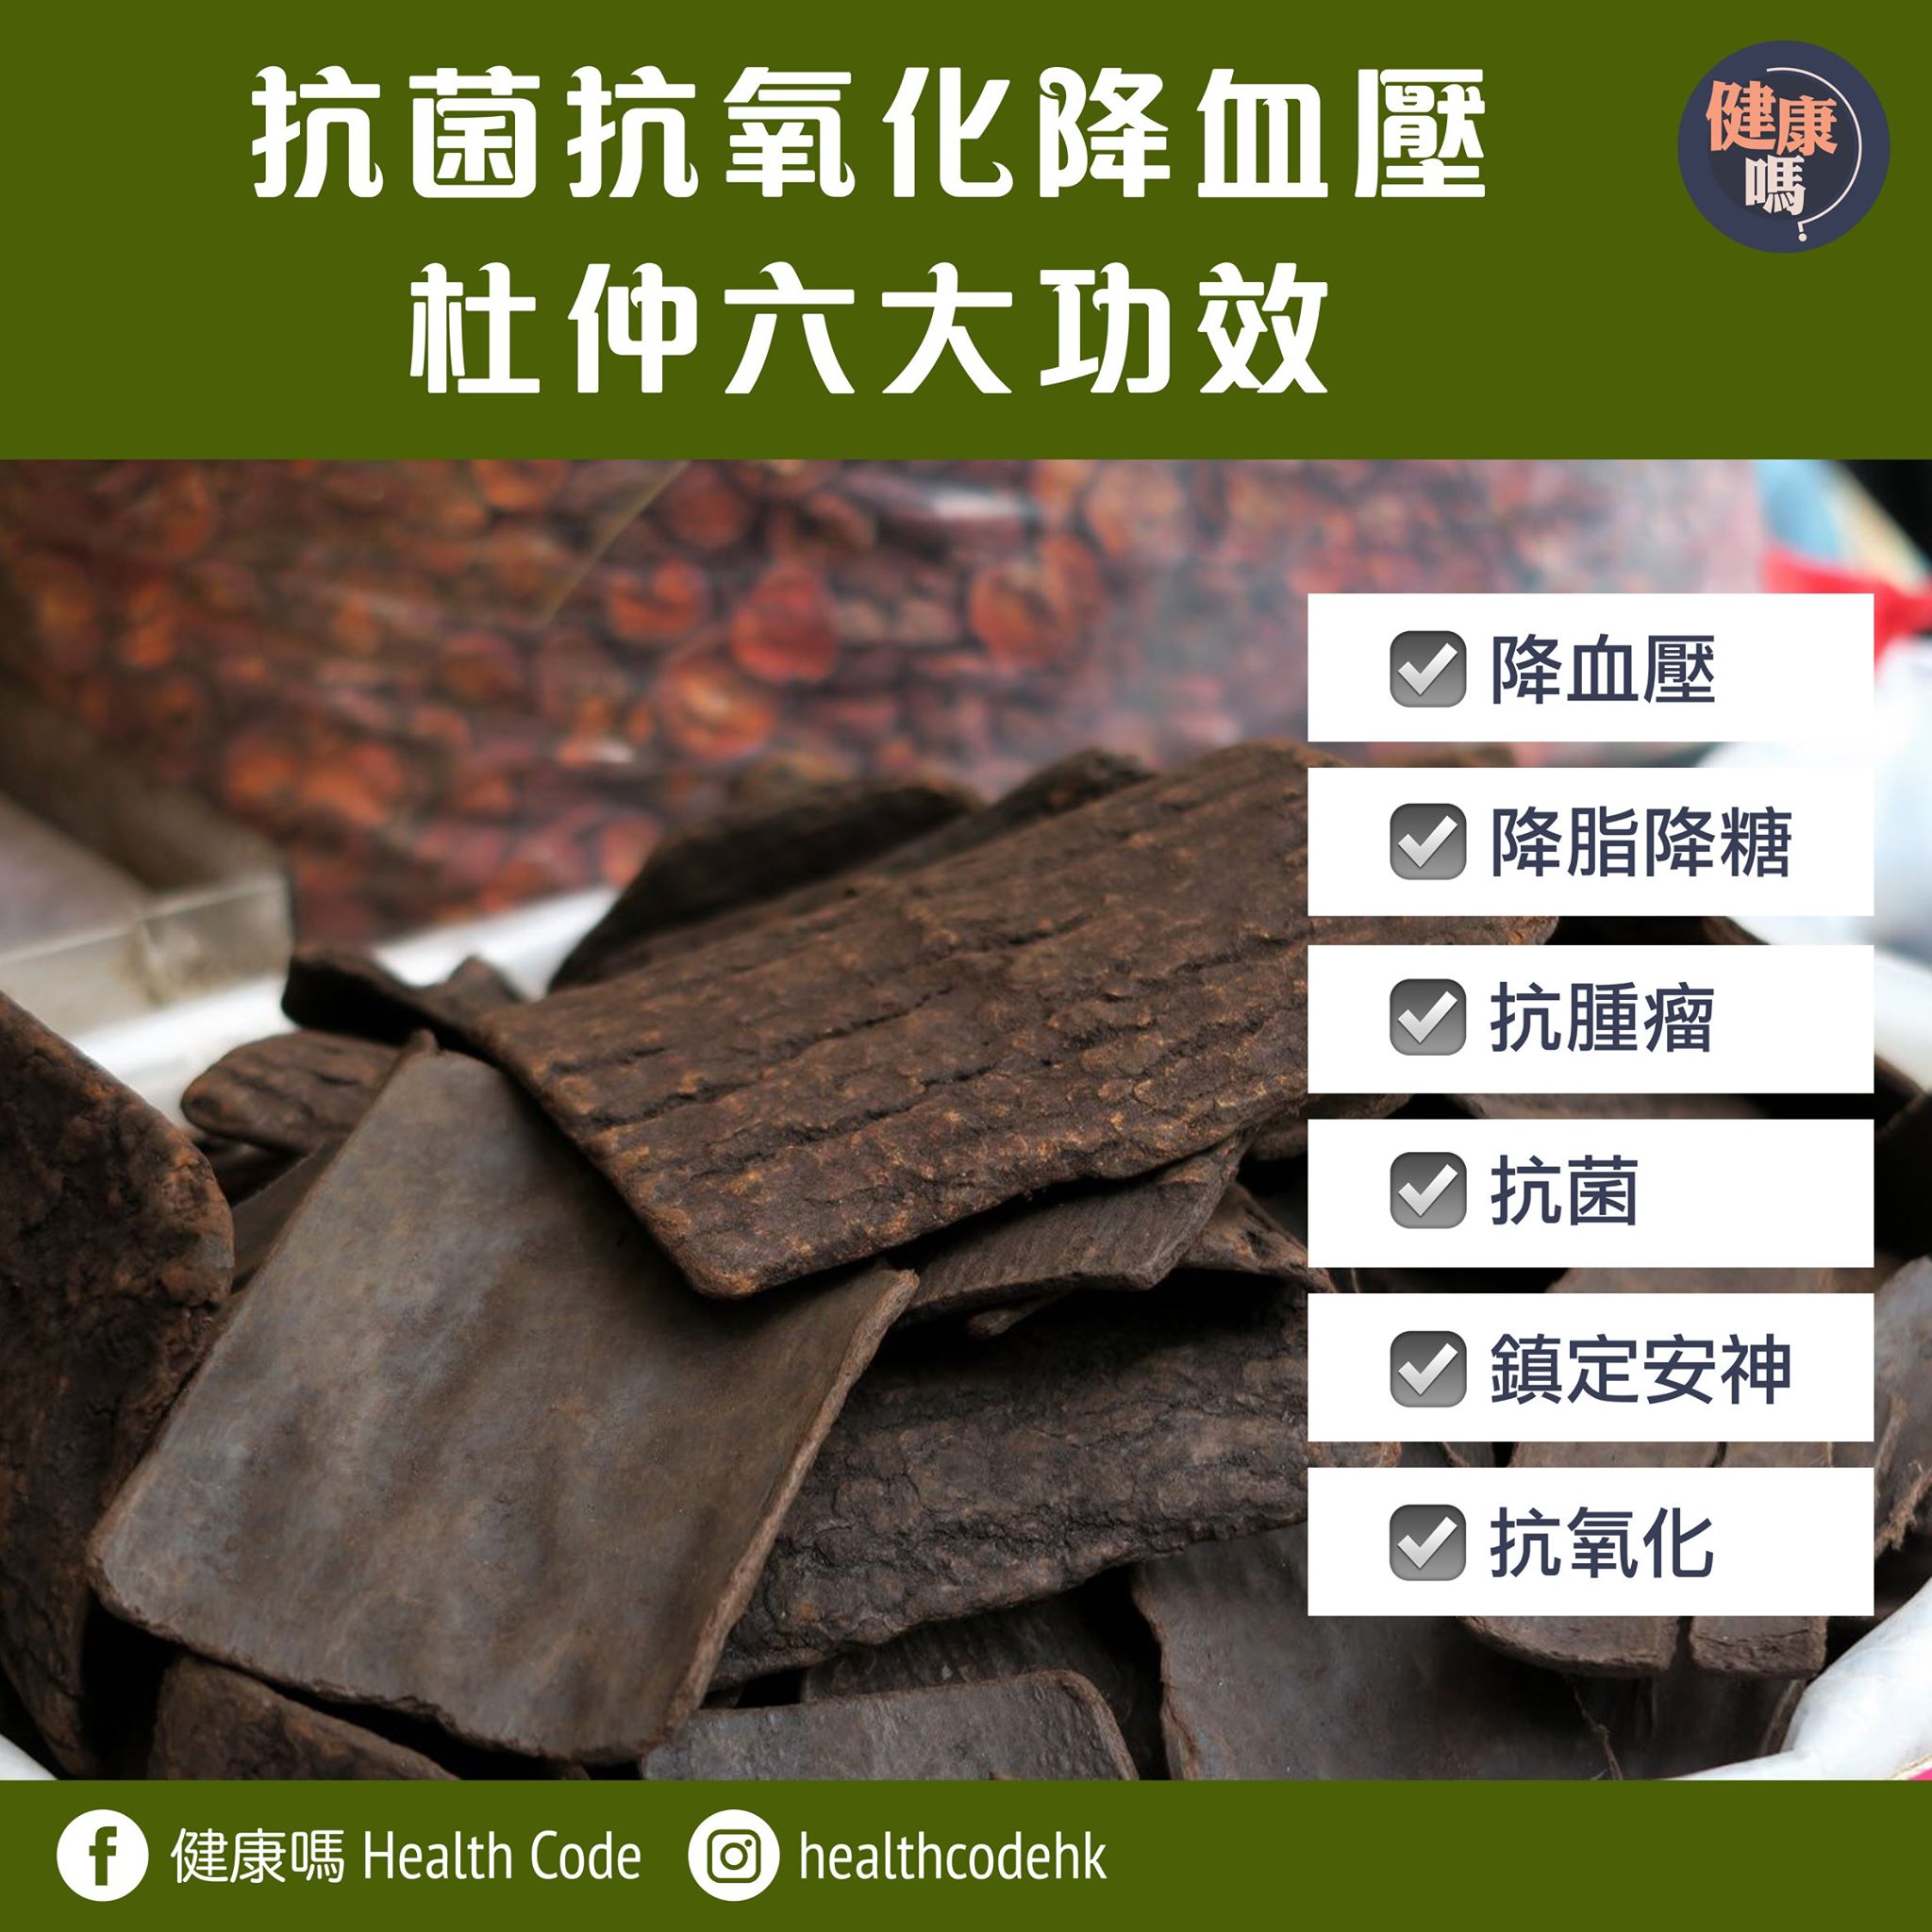 抗菌抗氧化降血壓
杜仲六大功效
健康
嗎?
降血壓
降脂降糖
抗腫瘤
抗菌
鎮定安神
抗氧化
健康嗎 Health Code
healthcodehk